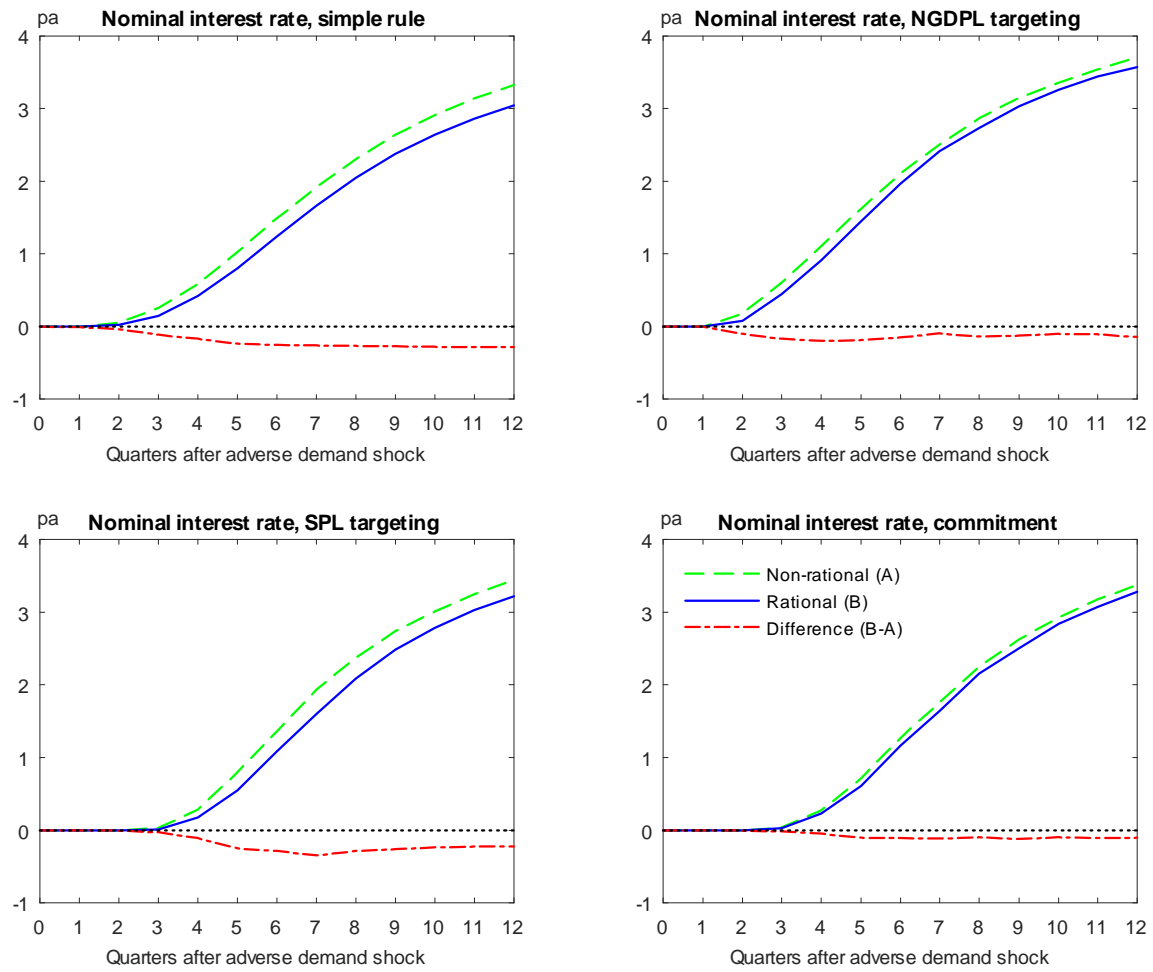 pa
Nominal interest rate, simple rule
4
3
2
1
0
-1
0 1 2 3 4 5 6 7 8 9 10 11 12
Quarters after adverse demand shock
pa
Nominal interest rate, NGDPL targeting
4
3
2
1
0
-1
0 1 2 3 4 5 6 7 8 9 10 11 12
Quarters after adverse demand shock
pa
Nominal interest rate, SPL targeting
4
3
2
1
0
-1
0 1 2 3 4 5 6 7 8 9 10 11 12
Quarters after adverse demand shock
pa
Nominal interest rate, commitment
4
Non-rational (A)
3
Rational (B)
Difference (B-A)
2
1
0
-1
0 1 2 3 4 5 6 7 8 9 10 11 12
Quarters after adverse demand shock